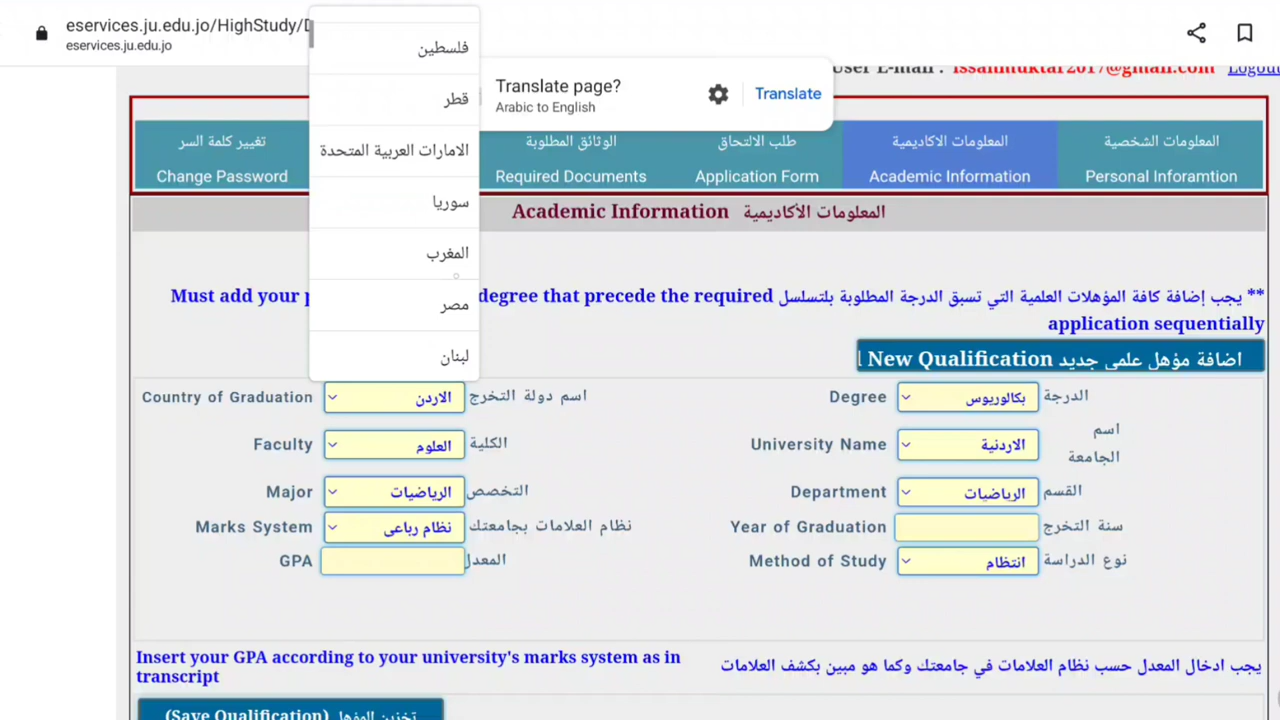 eservices.ju.edu.jo/HighStudy/
eservices.ju.edu.jo
User E-mail : issahmuktar2017@gmail.com Logout
Translate page?
Arabic to English
Translate
فلسطين
قطر
الامارات العربية المتحدة
سوريا
المغرب
مصر
لبنان
تغيير كلمة السر
Change Password
الوثائق المطلوبة
Required Documents
طلب الالتحاق
Application Form
المعلومات الاكاديمية
Academic Information
المعلومات الشخصية
Personal Inforamtion
Academic Information المعلومات الأكاديمية
** يجب إضافة كافة المؤهلات العلمية التي تسبق الدرجة المطلوبة بلتسلسل Must add your degree that precede the required
application sequentially
اضافة مؤهل علمي جديد New Qualification
Country of Graduation الاردن اسم دولة التخرج
Degree بكالوريوس الدرجة
Faculty العلوم الكلية
University Name الاردنية اسم الجامعة
Major الرياضيات التخصص
Department الرياضيات القسم
Marks System نظام رباعى نظام العلامات بجامعتك
Year of Graduation سنة التخرج
GPA المعدل
Method of Study انتظام نوع الدراسة
Insert your GPA according to your university's marks system as in
transcript
يجب ادخال المعدل حسب نظام العلامات في جامعتك وكما هو مبين بكشف العلامات
تخزين المؤهل (Save Qualification)